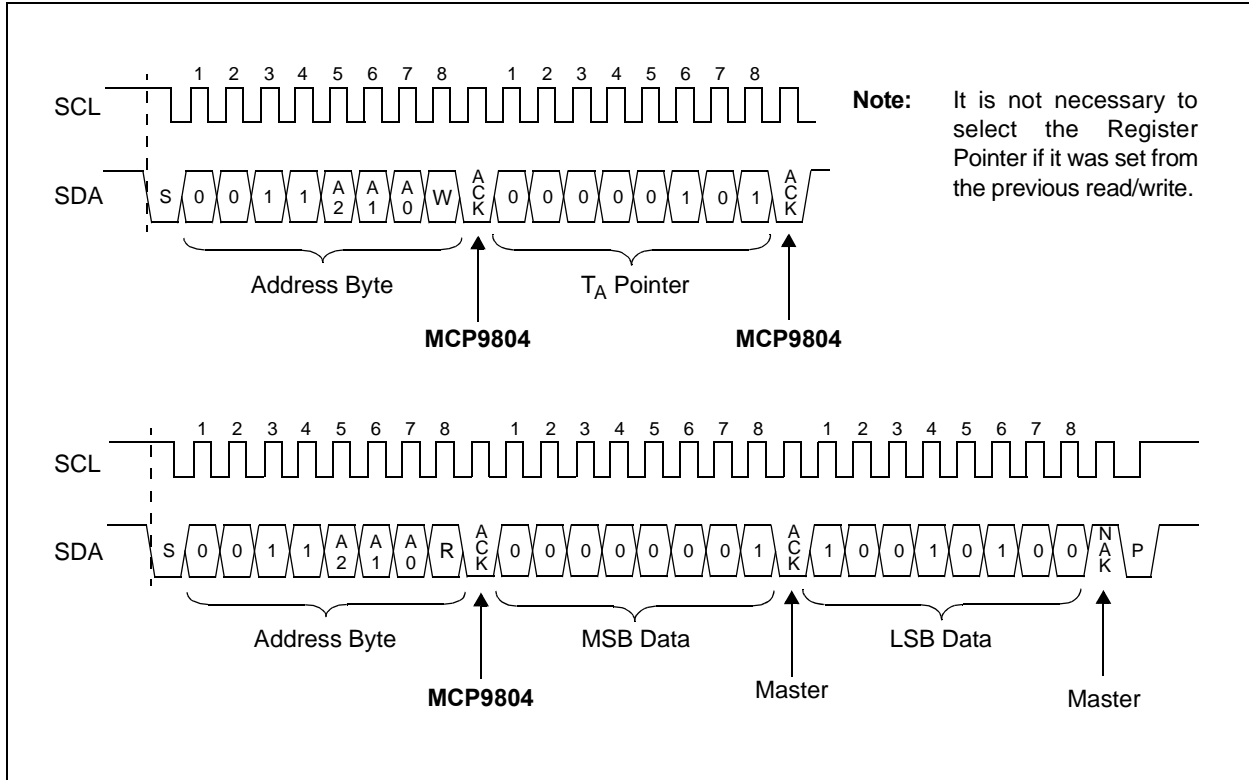 1 2 3 4 5 6 7 8 1 2 3 4 5 6 7 8
SCL
SDA
S 0 0 1 1 A2 A1 A0 W ACK 0 0 0 0 0 1 0 1 ACK
Address Byte
TA Pointer
MCP9804
MCP9804
Note: It is not necessary to
select the Register
Pointer if it was set from
the previous read/write.
1 2 3 4 5 6 7 8 1 2 3 4 5 6 7 8 1 2 3 4 5 6 7 8
SCL
SDA
S 0 0 1 1 A2 A1 A0 R ACK 0 0 0 0 0 0 0 1 ACK 1 0 0 1 0 1 0 0 NAK P
Address Byte
MSB Data
LSB Data
MCP9804
Master
Master